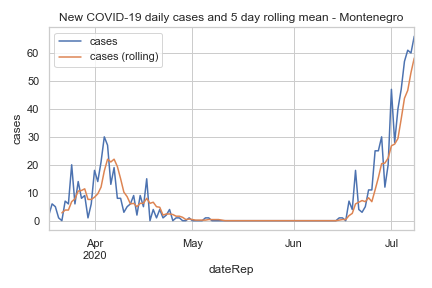 New COVID-19 daily cases and 5 day rolling mean - Montenegro
cases
cases (rolling)
60
50
40
30
20
10
0
cases
Apr
2020
May
Jun
Jul
dateRep